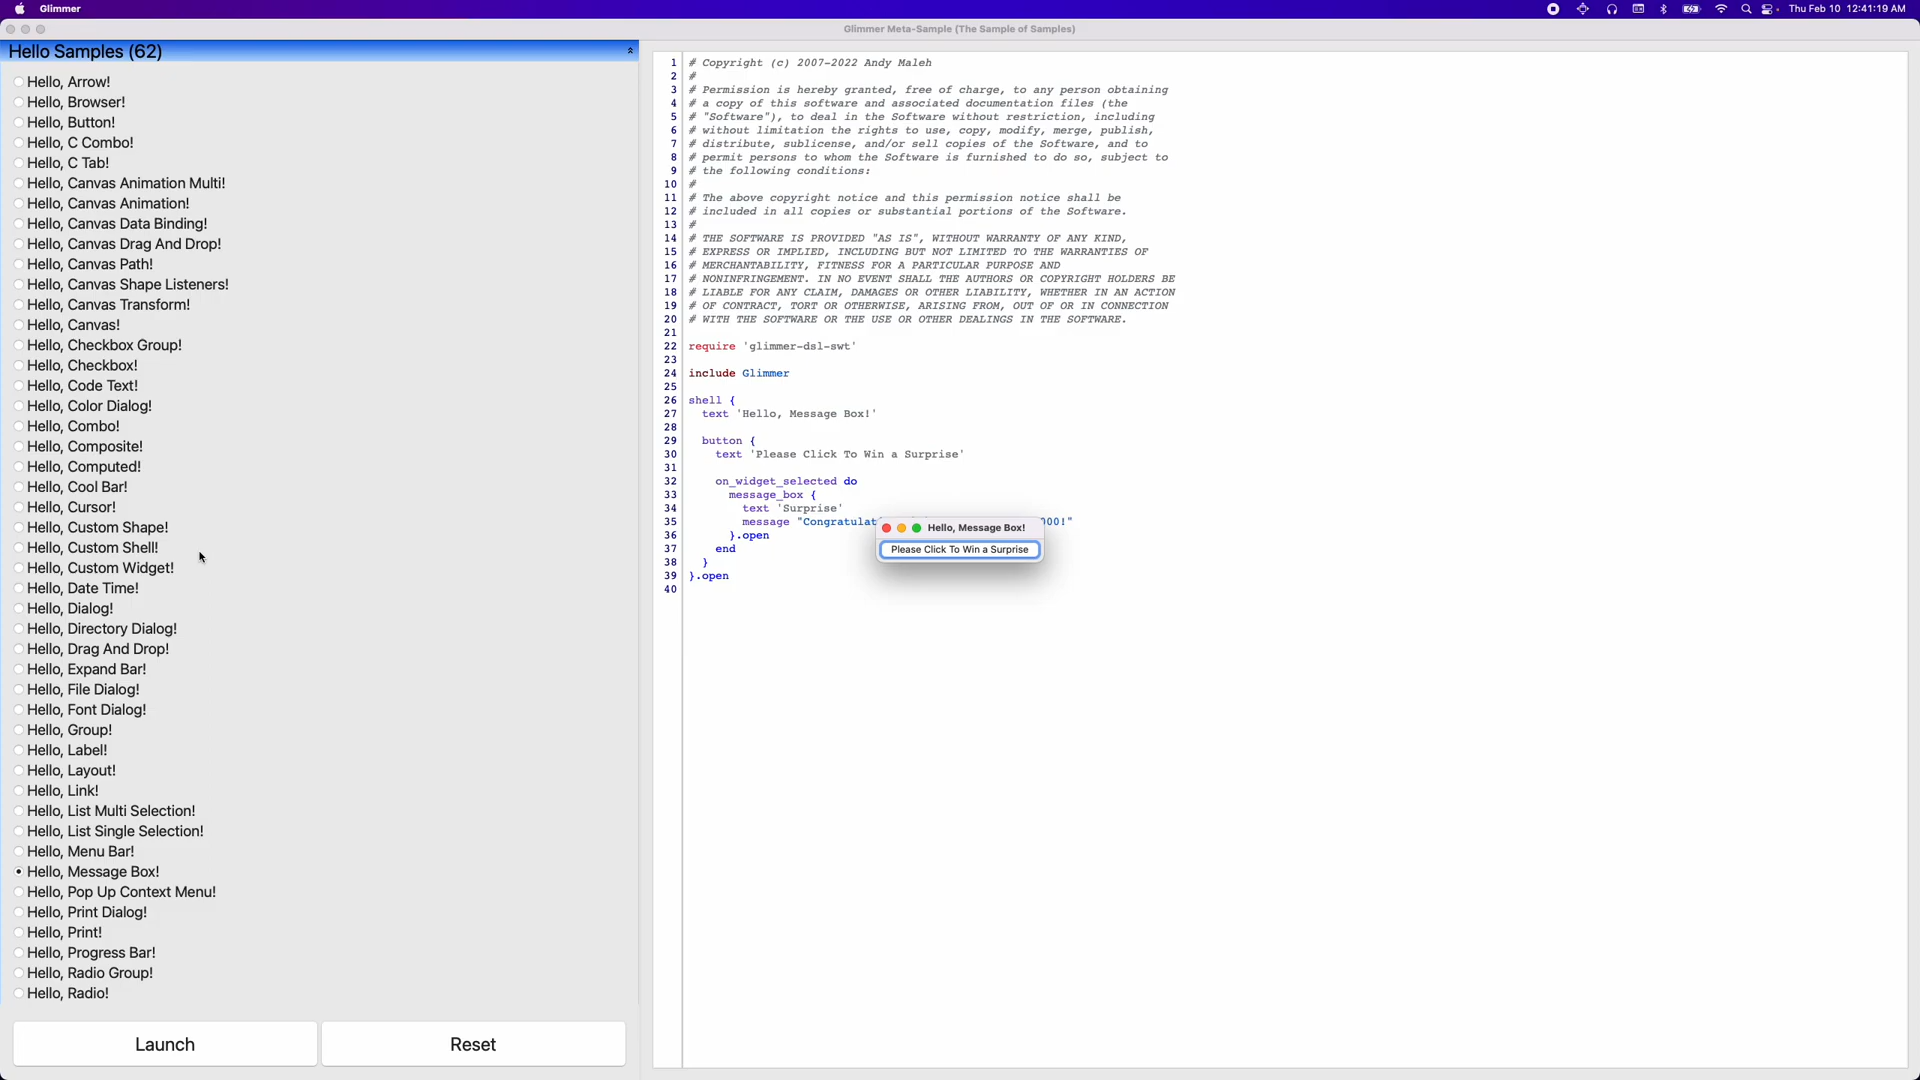 Glimmer
Thu Feb 10 12:41:19 AM
Glimmer Meta-Sample (The Sample of Samples)
Hello Samples (62)
Hello, Arrow!
Hello, Browser!
Hello, Button!
Hello, C Combo!
Hello, C Tab!
Hello, Canvas Animation Multi!
Hello, Canvas Animation!
Hello, Canvas Data Binding!
Hello, Canvas Drag And Drop!
Hello, Canvas Path!
Hello, Canvas Shape Listeners!
Hello, Canvas Transform!
Hello, Canvas!
Hello, Checkbox Group!
Hello, Checkbox!
Hello, Code Text!
Hello, Color Dialog!
Hello, Combo!
Hello, Composite!
Hello, Computed!
Hello, Cool Bar!
Hello, Cursor!
Hello, Custom Shape!
Hello, Custom Shell!
Hello, Custom Widget!
Hello, Date Time!
Hello, Dialog!
Hello, Directory Dialog!
Hello, Drag And Drop!
Hello, Expand Bar!
Hello, File Dialog!
Hello, Font Dialog!
Hello, Group!
Hello, Label!
Hello, Layout!
Hello, Link!
Hello, List Multi Selection!
Hello, List Single Selection!
Hello, Menu Bar!
Hello, Message Box!
Hello, Pop Up Context Menu!
Hello, Print Dialog!
Hello, Print!
Hello, Progress Bar!
Hello, Radio Group!
Hello, Radio!
Launch
Reset
1 # Copyright (c) 2007-2022 Andy Maleh
2 #
3 # Permission is hereby granted, free of charge, to any person obtaining
4 # a copy of this software and associated documentation files (the
5 # "Software"), to deal in the Software without restriction, including
6 # without limitation the rights to use, copy, modify, merge, publish,
7 # distribute, sublicense, and/or sell copies of the Software, and to
8 # permit persons to whom the Software is furnished to do so, subject to
9 # the following conditions:
10 #
11 # The above copyright notice and this permission notice shall be
12 # included in all copies or substantial portions of the Software.
13 #
14 # THE SOFTWARE IS PROVIDED "AS IS", WITHOUT WARRANTY OF ANY KIND,
15 # EXPRESS OR IMPLIED, INCLUDING BUT NOT LIMITED TO THE WARRANTIES OF
16 # MERCHANTABILITY, FITNESS FOR A PARTICULAR PURPOSE AND
17 # NONINFRINGEMENT. IN NO EVENT SHALL THE AUTHORS OR COPYRIGHT HOLDERS BE
18 # LIABLE FOR ANY CLAIM, DAMAGES OR OTHER LIABILITY, WHETHER IN AN ACTION
19 # OF CONTRACT, TORT OR OTHERWISE, ARISING FROM, OUT OF OR IN CONNECTION
20 # WITH THE SOFTWARE OR THE USE OR OTHER DEALINGS IN THE SOFTWARE.
21
22 require 'glimmer-dsl-swt'
23
24 include Glimmer
25
26 shell {
27 text 'Hello, Message Box!'
28
29 button {
30 text 'Please Click To Win a Surprise'
31
32 on_widget_selected do
33 message_box {
34 text 'Surprise'
35 message "Congratulat 000!"
36 }.open
37 end
38 }
39 }.open
40
Hello, Message Box!
Please Click To Win a Surprise